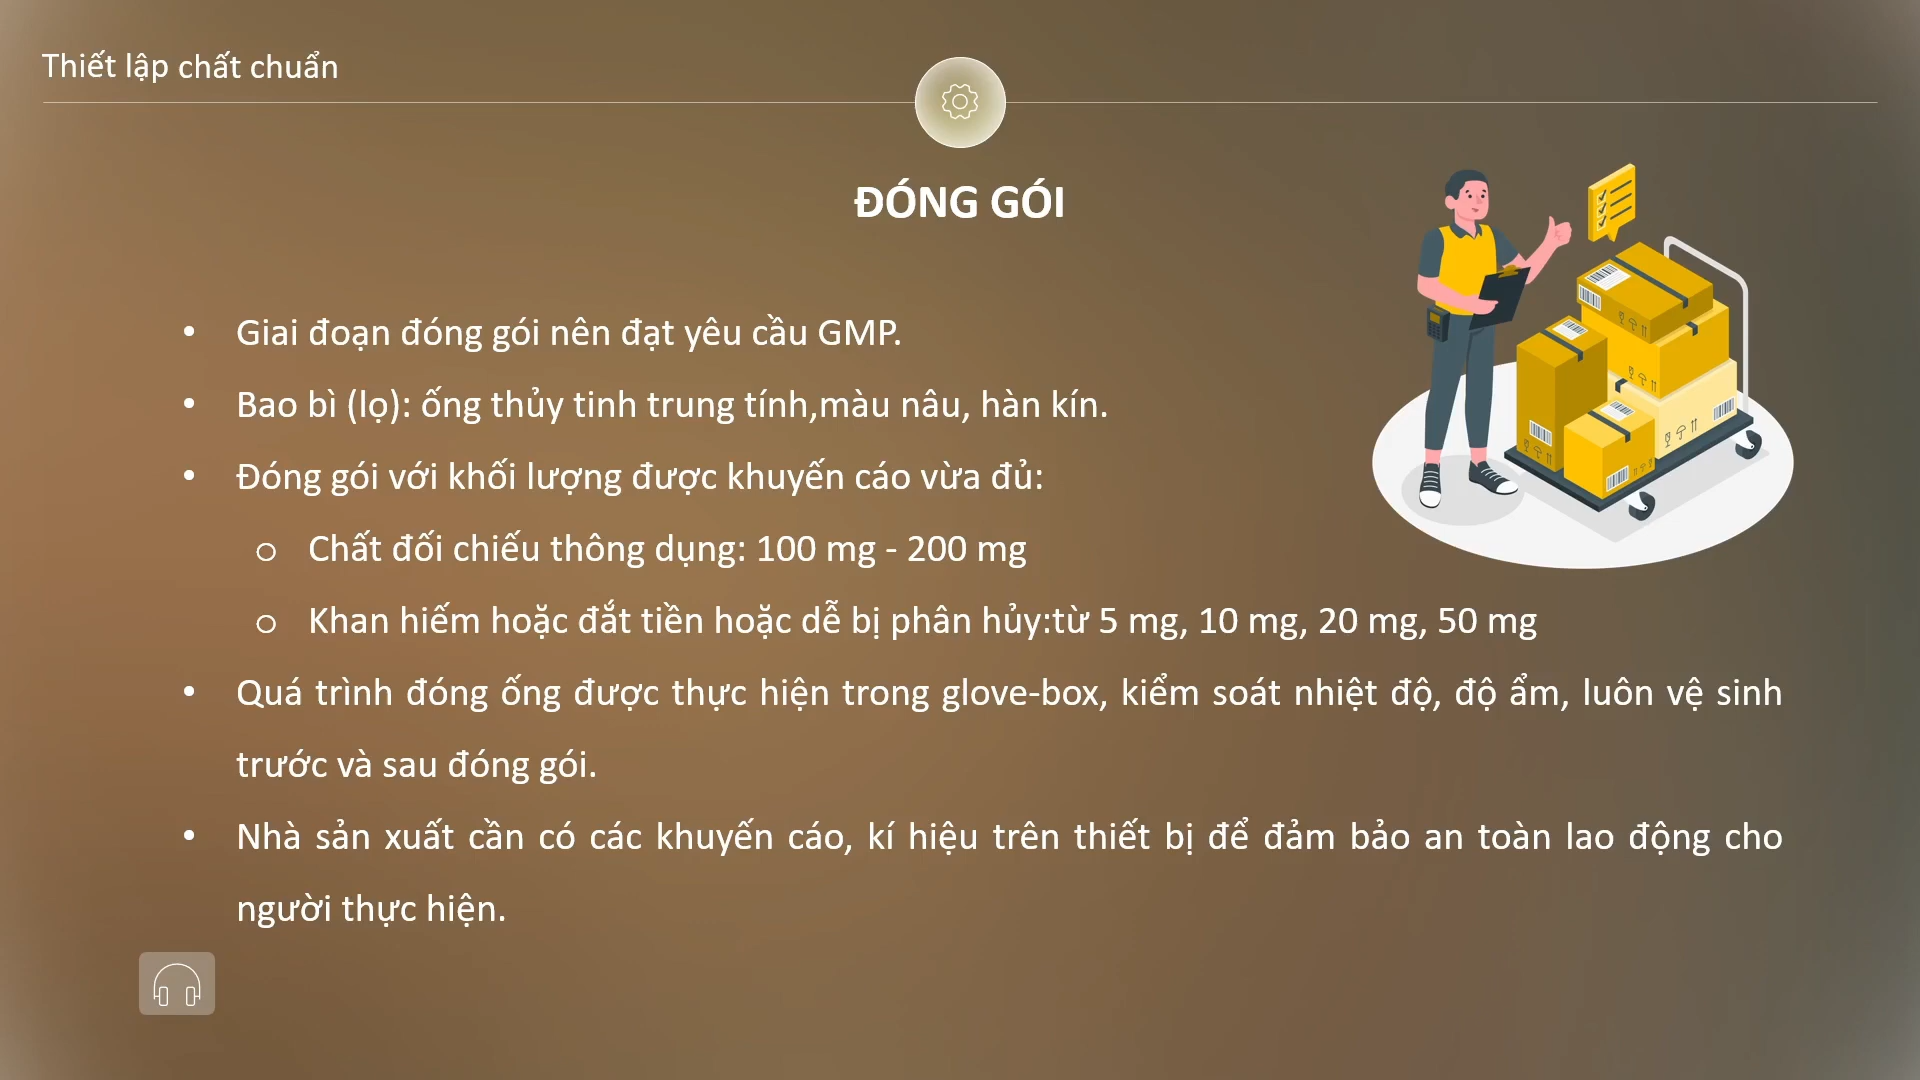 Thiết lập chất chuẩn
ĐÓNG GÓI
• Giai đoạn đóng gói nên đạt yêu cầu GMP.
• Bao bì (lọ): ống thủy tinh trung tính,màu nâu, hàn kín.
• Đóng gói với khối lượng được khuyến cáo vừa đủ:
o Chất đối chiếu thông dụng: 100 mg - 200 mg
o Khan hiếm hoặc đắt tiền hoặc dễ bị phân hủy:từ 5 mg, 10 mg, 20 mg, 50 mg
• Quá trình đóng ống được thực hiện trong glove-box, kiểm soát nhiệt độ, độ ẩm, luôn vệ sinh
trước và sau đóng gói.
• Nhà sản xuất cần có các khuyến cáo, kí hiệu trên thiết bị để đảm bảo an toàn lao động cho
người thực hiện.